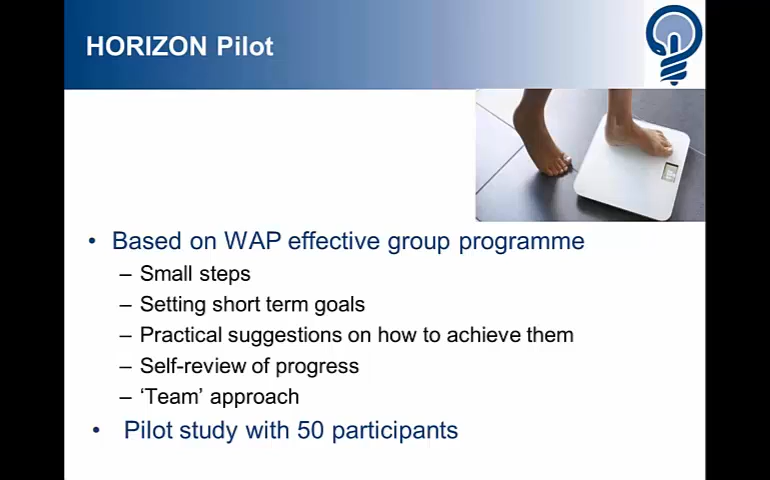 HORIZON Pilot
• Based on WAP effective group programme
– Small steps
– Setting short term goals
– Practical suggestions on how to achieve them
– Self-review of progress
– ‘Team’ approach
• Pilot study with 50 participants